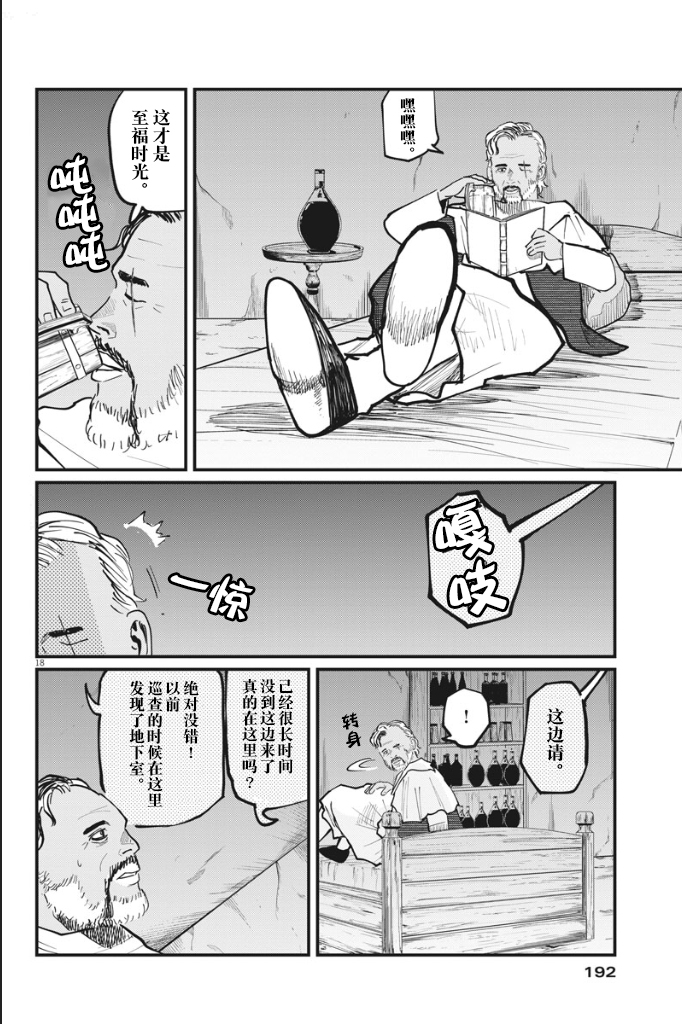 嘿嘿嘿。
这才是
至福时光。
吨
吨
吨
嘎
吱
一惊
18
这边请。
！
转
身
已经很长时间
没到这边来了
真的在这里吗？
绝对没错！
以前
巡查的时候在这里
发现了地下室。
192